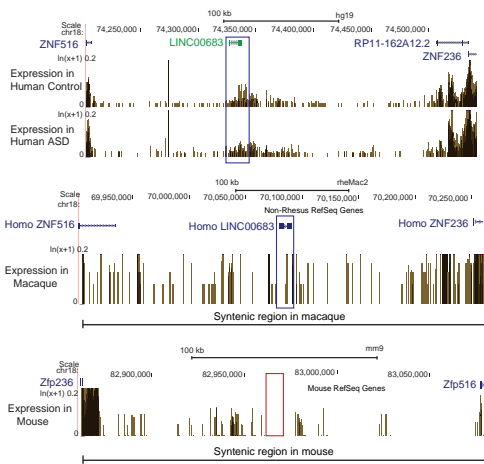 Scale 100 kb hg19
chr18: 74,250,000 74,300,000 74,350,000 74,400,000 74,450,000 74,500,000
ZNF516 LINC00683 RP11-162A12.2
ZNF236
ln(x+1) 0.2
Expression in
Human Control
0
ln(x+1) 0.2
Expression in
Human ASD
0
Scale 100 kb rheMac2
chr18: 69,950,000 70,000,000 70,050,000 70,100,000 70,150,000 70,200,000 70,250,000
Non-Rhesus RefSeq Genes
Homo ZNF516 Homo LINC00683 Homo ZNF236
ln(x+1) 0.2
Expression in
Macaque
0
Syntenic region in macaque
100 kb mm9
Scale
chr18: 82,900,000 82,950,000 83,000,000 83,050,000
Zfp236 Mouse RefSeq Genes Zfp516
ln(x+1) 0.2
Expression in
Mouse
0
Syntenic region in mouse